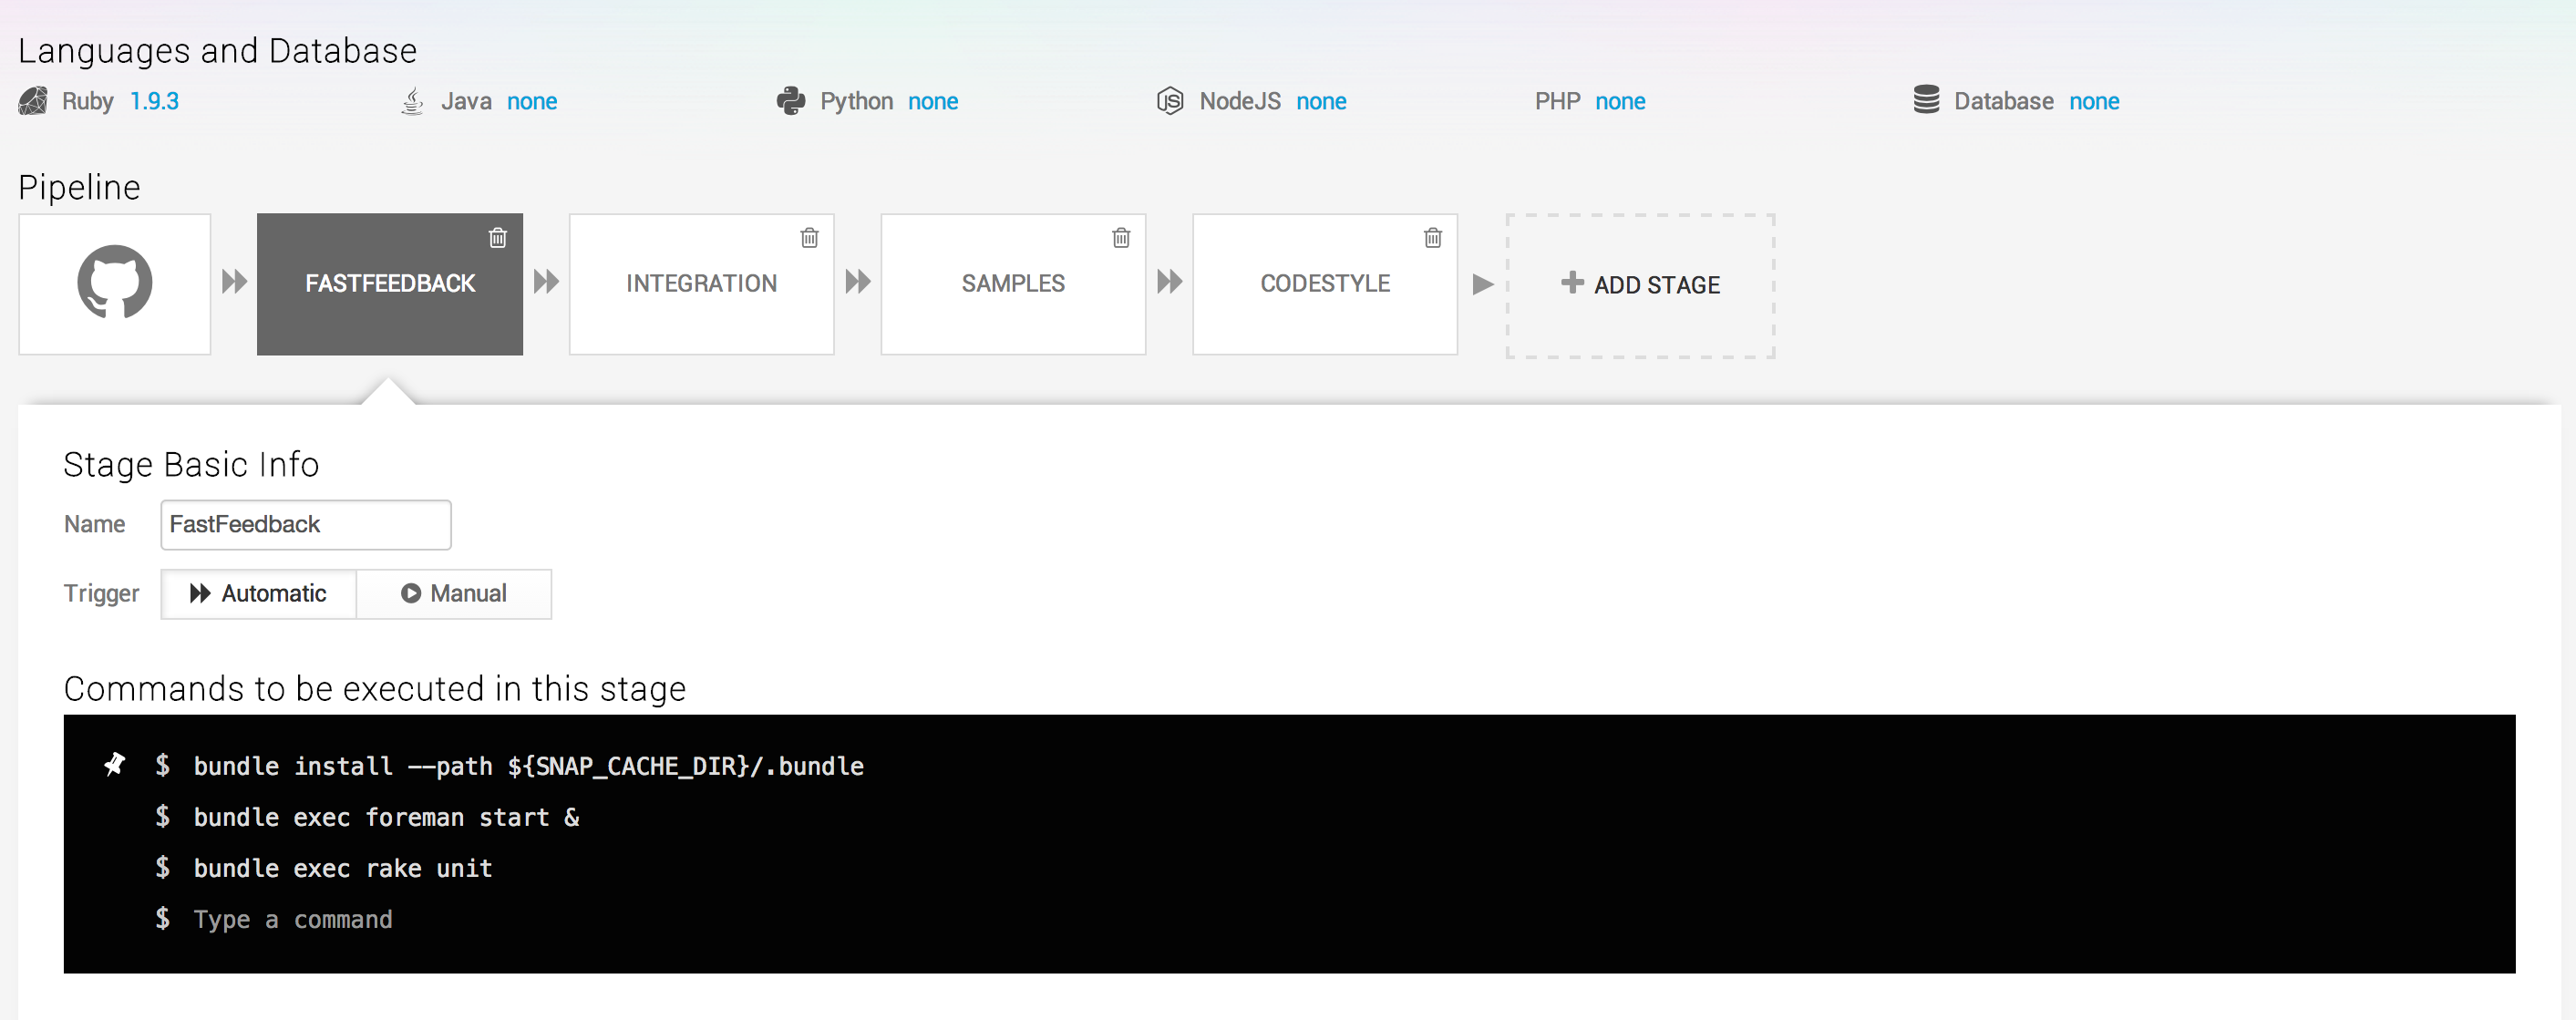 Languages and Database
Ruby 1.9.3 Java none Python none NodeJS none PHP none Database none
Pipeline
FASTFEEDBACK INTEGRATION SAMPLES CODESTYLE ADD STAGE
Stage Basic Info
Name FastFeedback
Trigger Automatic Manual
Commands to be executed in this stage
$ bundle install --path ${SNAP_CACHE_DIR}/.bundle
$ bundle exec foreman start &
$ bundle exec rake unit
$ Type a command